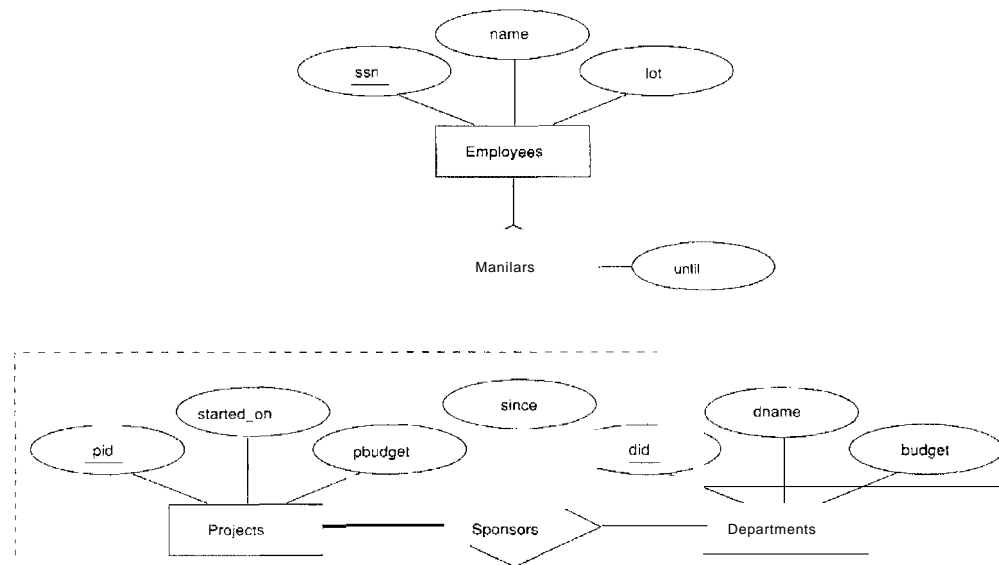 name
ssn
lot
Employees
Manilars
until
since
started_on
dname
pid
pbudget
did
budget
Projects
Sponsors
Departments